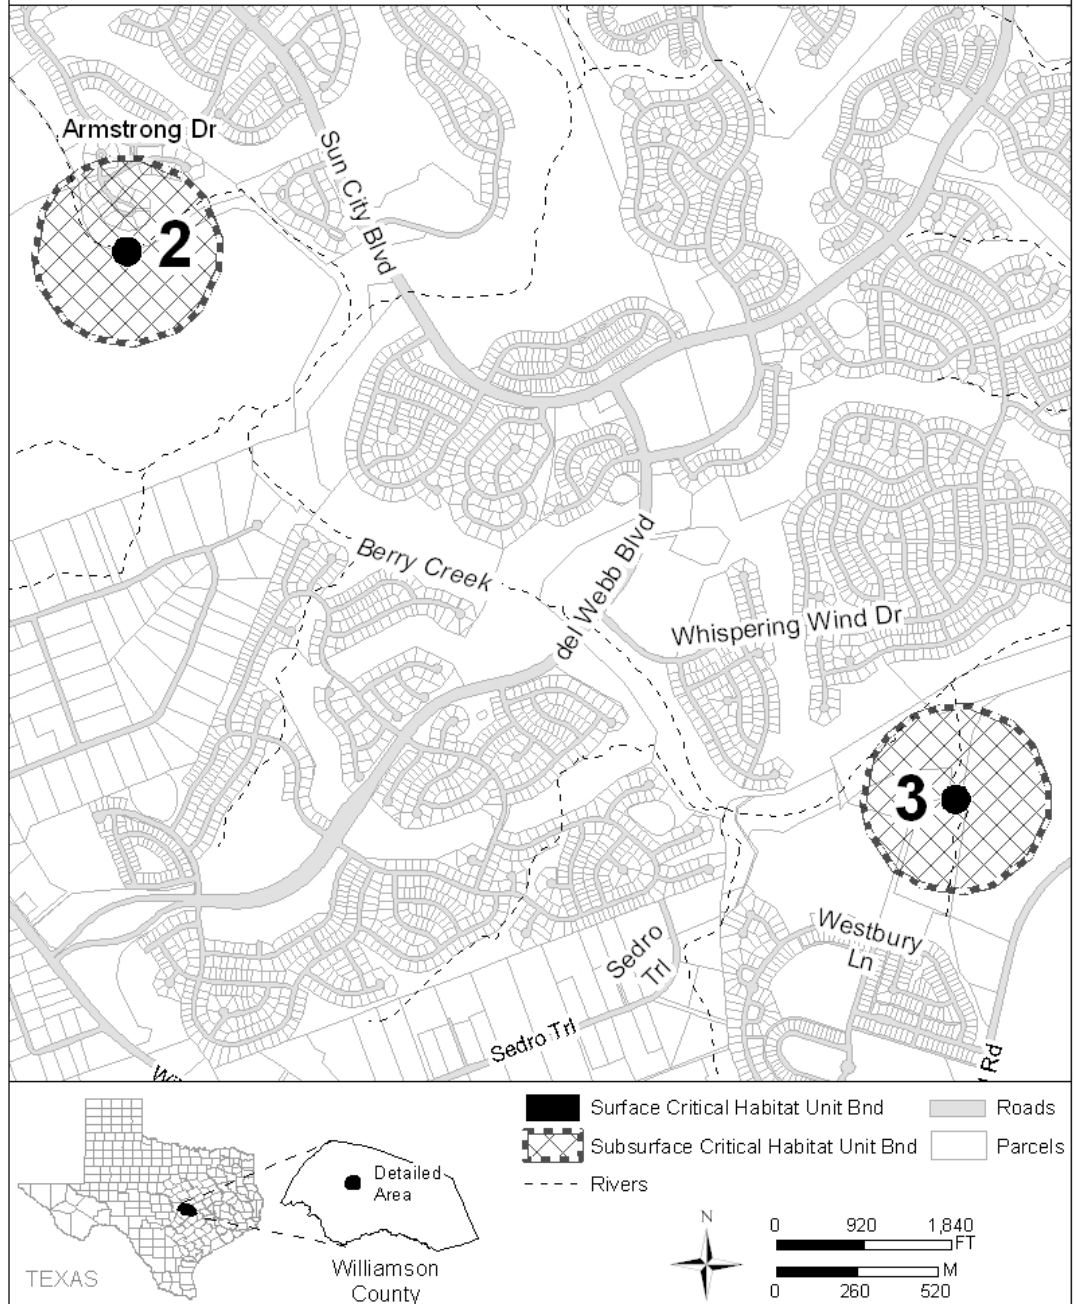 Armstrong Dr
Sun City Blvd
2
Berry Creek
del Webb Blvd
Whispering Wind Dr
3
Westbury
Ln
Sedro
Trl
Sedro Trl
Rd
Surface Critical Habitat Unit Bnd
Roads
Subsurface Critical Habitat Unit Bnd
Parcels
Rivers
Detailed
Area
TEXAS
Williamson
County
N
0 920 1,840
FT
M
0 260 520